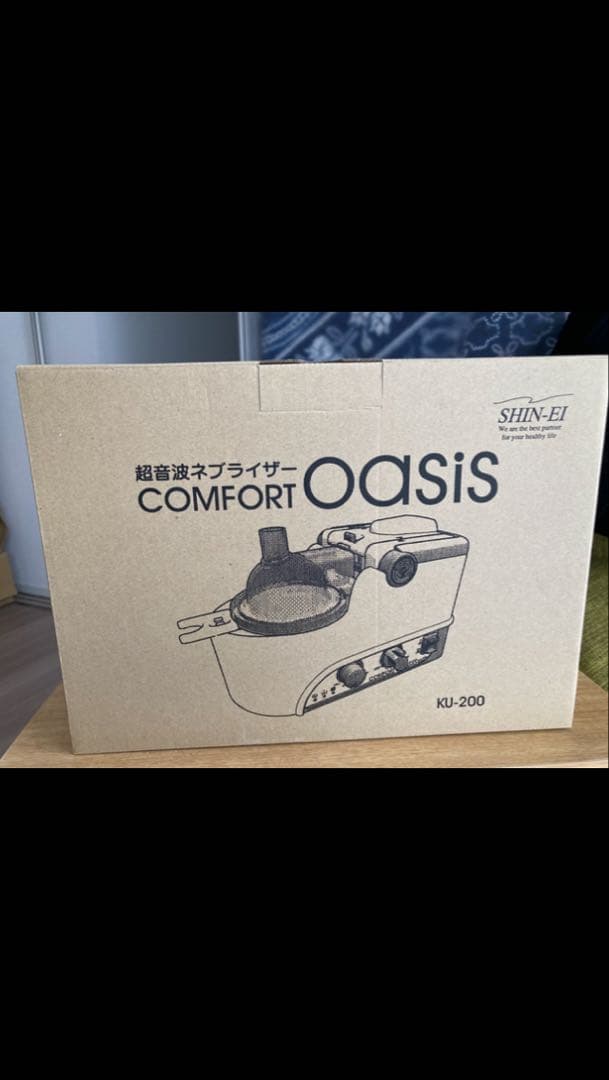 SHIN-EI
We are the best partner
for your healthy life
超音波ネブライザー
COMFORT oasis
KU-200